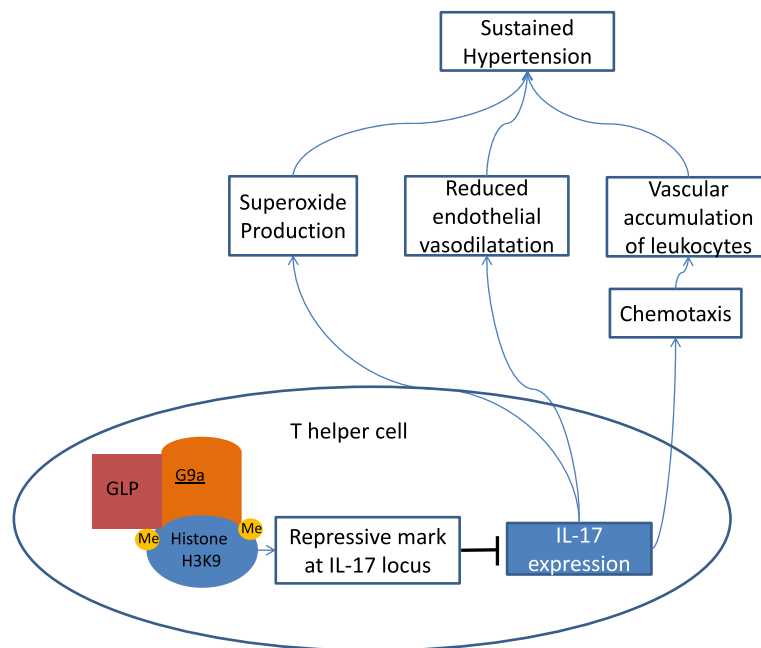 Sustained
Hypertension
Superoxide
Production
Reduced
endothelial
vasodilatation
Vascular
accumulation
of leukocytes
Chemotaxis
T helper cell
GLP
G9a
Me
Me
Histone
H3K9
Repressive mark
at IL-17 locus
IL-17
expression